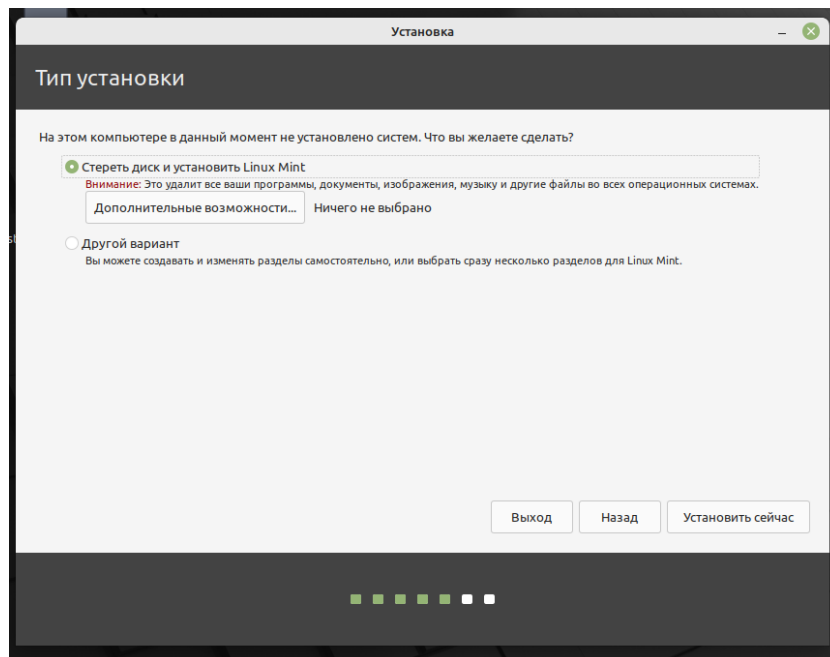 Установка
Тип установки
На этом компьютере в данный момент не установлено систем. Что вы желаете сделать?
Стереть диск и установить Linux Mint
Внимание: Это удалит все ваши программы, документы, изображения, музыку и другие файлы во всех операционных системах.
Дополнительные возможности... Ничего не выбрано
Другой вариант
Вы можете создавать и изменять разделы самостоятельно, или выбрать сразу несколько разделов для Linux Mint.
Выход Назад Установить сейчас